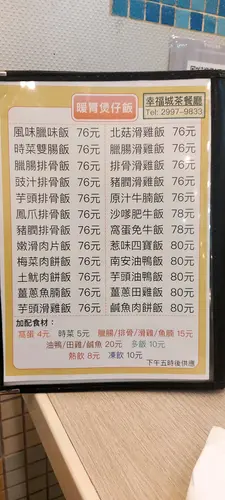 暖胃煲仔飯
幸福城茶餐廳
Tel: 2997-9833
風味臘味飯 76元 北菇滑雞飯 76元
時菜雙腸飯 76元 臘腸滑雞飯 76元
臘腸排骨飯 76元 排骨滑雞飯 76元
豉汁排骨飯 76元 豬膶滑雞飯 76元
芋頭排骨飯 76元 原汁牛腩飯 76元
鳳爪排骨飯 76元 沙嗲肥牛飯 78元
豬膶排骨飯 76元 窩蛋免牛飯 78元
嫩滑肉片飯 76元 惹味四寶飯 80元
梅菜肉餅飯 76元 南安油鴨飯 80元
土魷肉餅飯 76元 芋頭油鴨飯 80元
薑蔥魚腩飯 76元 薑蔥田雞飯 80元
芋頭滑雞飯 76元 鹹魚肉餅飯 80元
加配食材:
窩蛋 4元 時菜 5元 臘腸/排骨/滑雞/魚腩 15元
油鴨/田雞/鹹魚 20元 多飯 10元
熱飲 8元 凍飲 10元
下午五時後供應